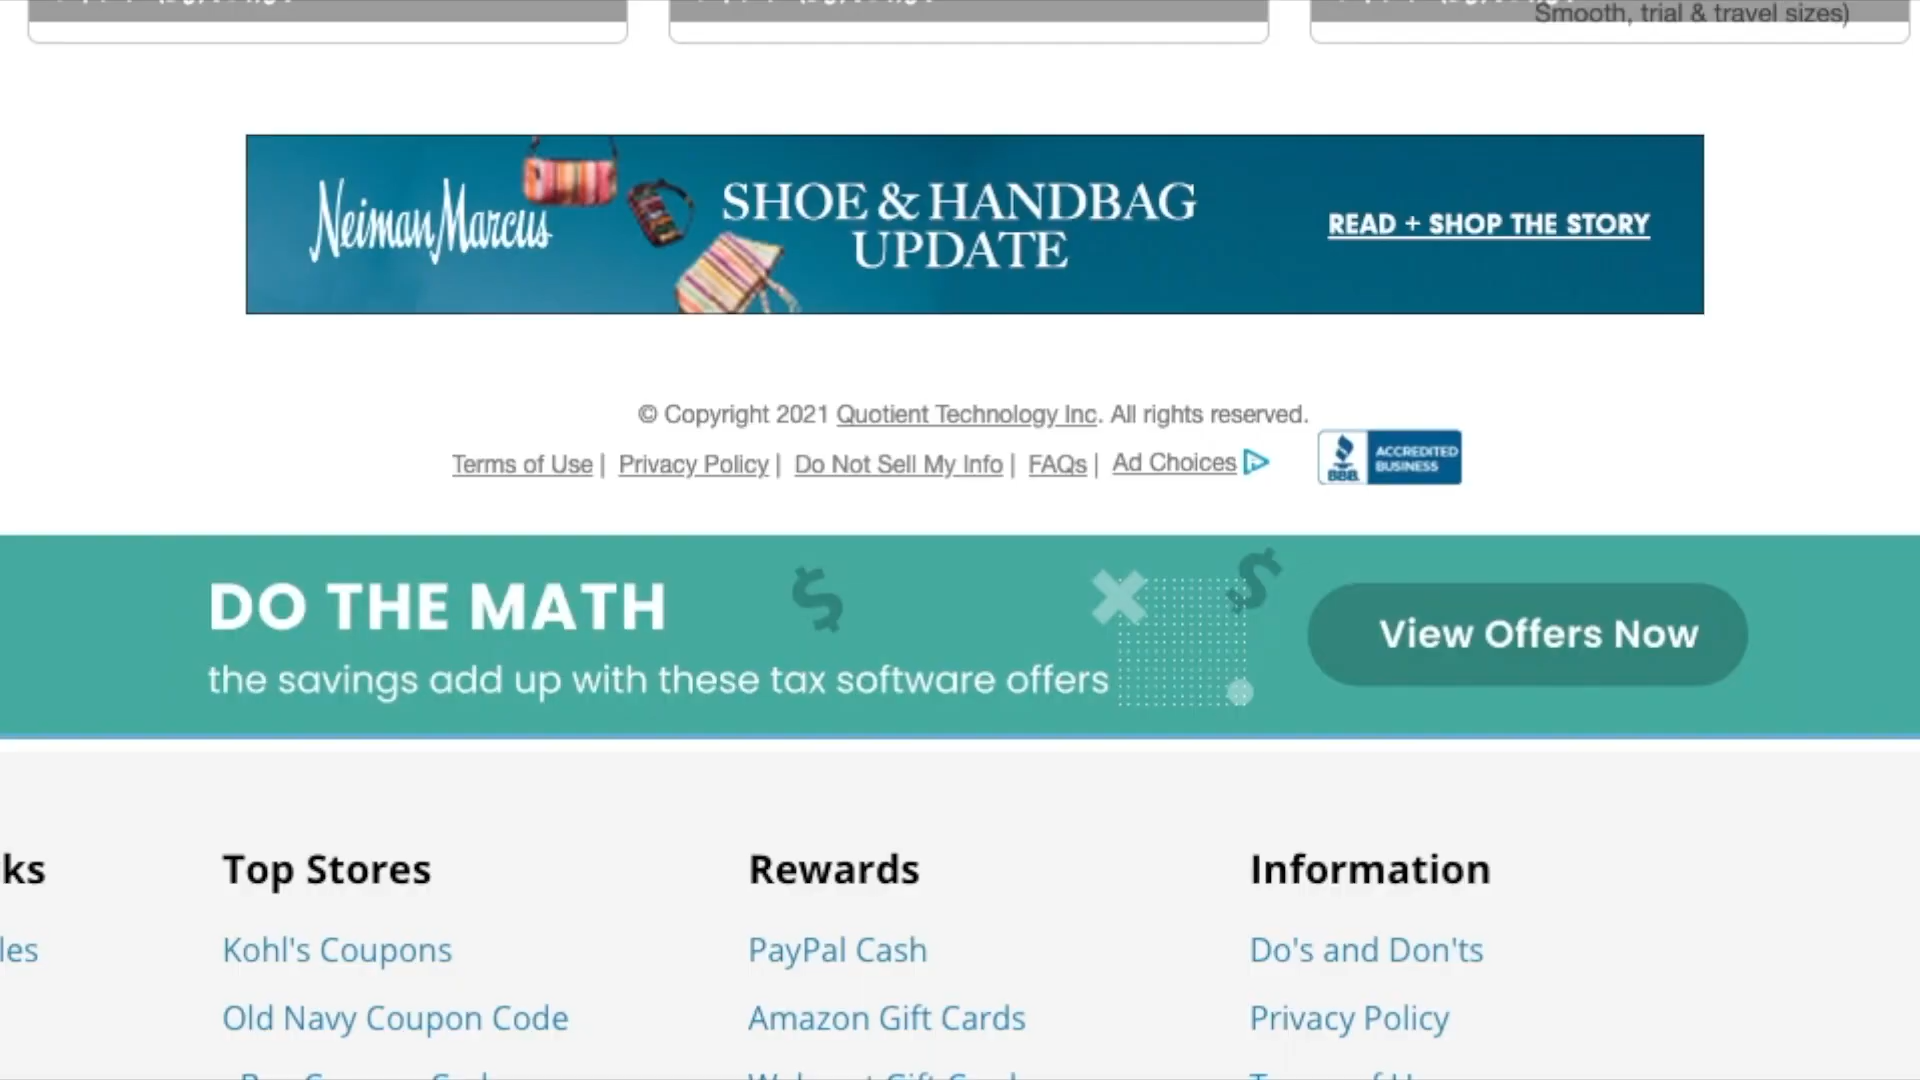 Smooth, trial & travel sizes)
Neiman Marcus
SHOE & HANDBAG
UPDATE
READ + SHOP THE STORY
© Copyright 2021 Quotient Technology Inc. All rights reserved.
Terms of Use | Privacy Policy | Do Not Sell My Info | FAQs | Ad Choices
BBB.
ACCREDITED
BUSINESS
DO THE MATH
the savings add up with these tax software offers
View Offers Now
ks
Top Stores
Rewards
Information
les
Kohl's Coupons
PayPal Cash
Do's and Don'ts
Old Navy Coupon Code
Amazon Gift Cards
Privacy Policy